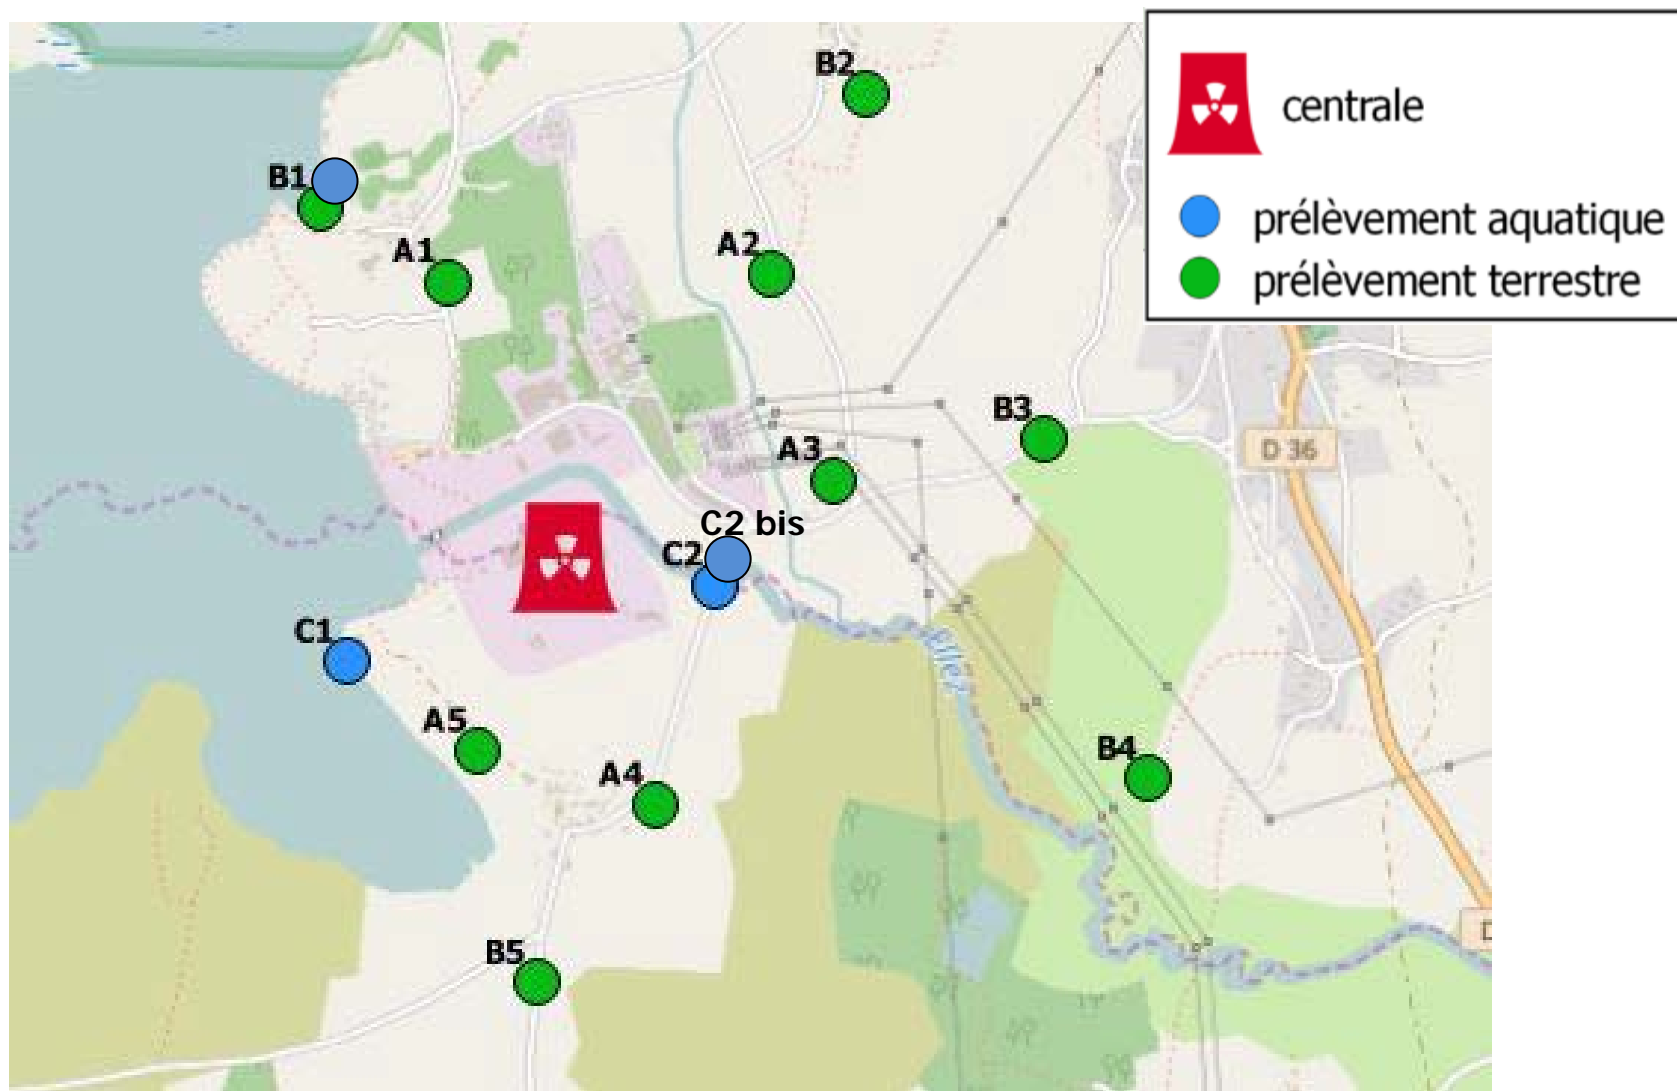 centrale
prélèvement aquatique
prélèvement terrestre
B2
B1
A1
A2
B3
D 36
A3
C2 bis
C2
C1
Ellez
A5
A4
B4
B5
D